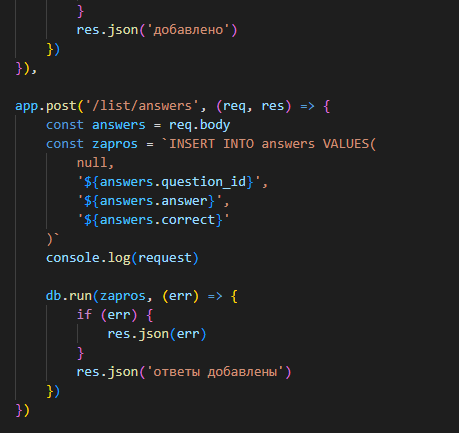 }
res.json('добавлено')
})
}),
app.post('/list/answers', (req, res) => {
const answers = req.body
const zapros = `INSERT INTO answers VALUES(
null,
'${answers.question_id}',
'${answers.answer}',
'${answers.correct}'
)`
console.log(request)
db.run(zapros, (err) => {
if (err) {
res.json(err)
}
res.json('ответы добавлены')
})
})